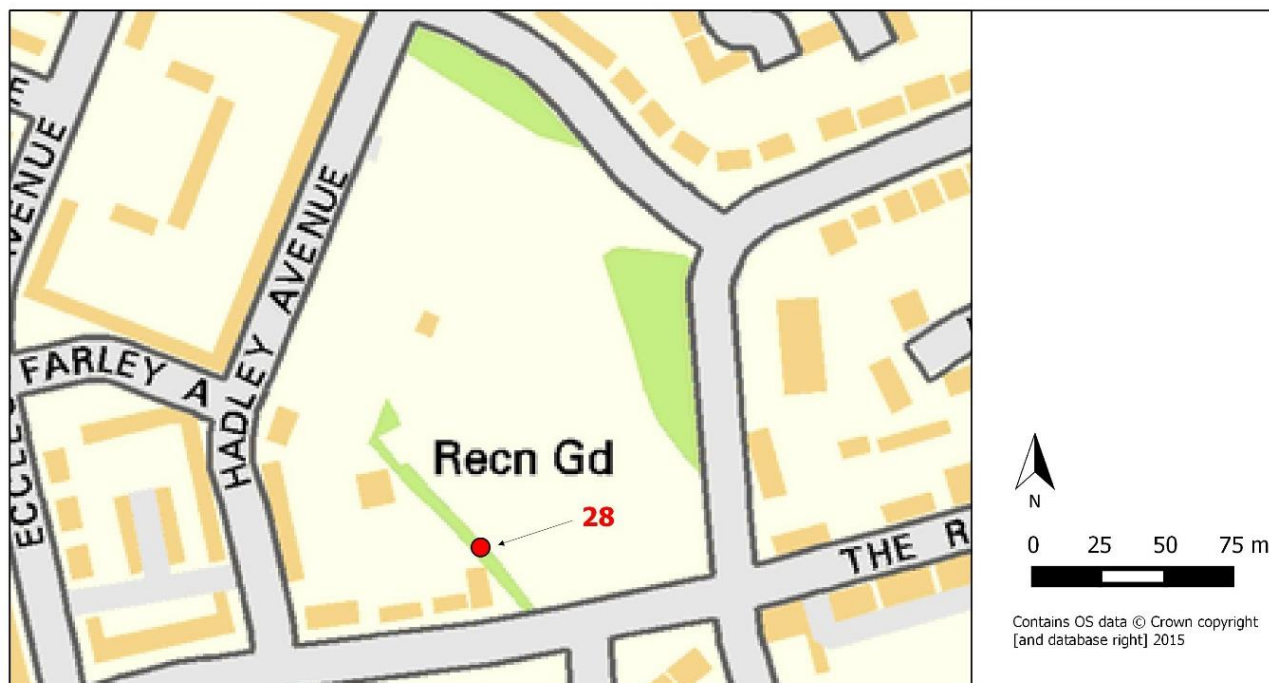 AVENUE
FARLEY A
HADLEY AVENUE
ECCLE
Recn Gd
28
THE R
N
0 25 50 75 m
Contains OS data © Crown copyright
[and database right] 2015